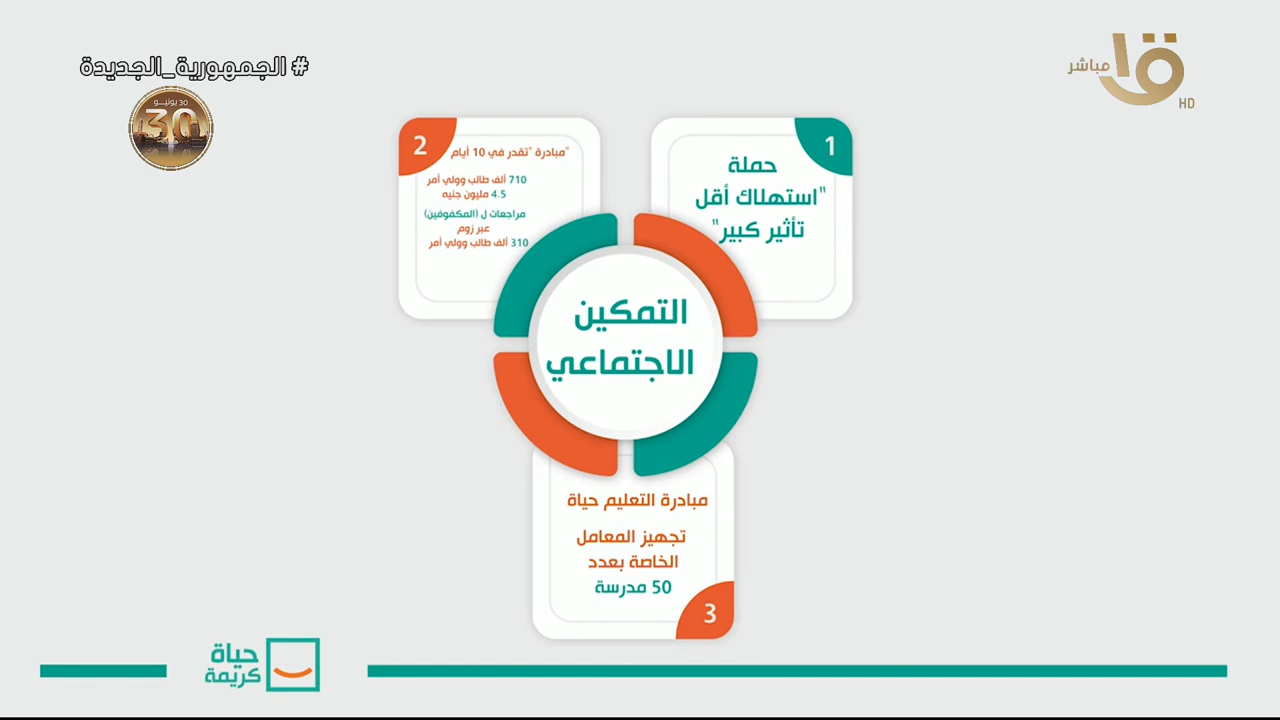 # الجمهورية_الجديدة
30 يونيـــو
30
مباشر
HD
1
حملة
"استهلاك أقل
تأثير كبير"
2
"مبادرة "تقدر في 10 أيام
710 ألف طالب وولي أمر
4.5 مليون جنيه
مراجعات ل (المكفوفين)
عبر زوم
310 ألف طالب وولي أمر
التمكين
الاجتماعي
مبادرة التعليم حياة
تجهيز المعامل
الخاصة بعدد
50 مدرسة
3
حياة
كريمة